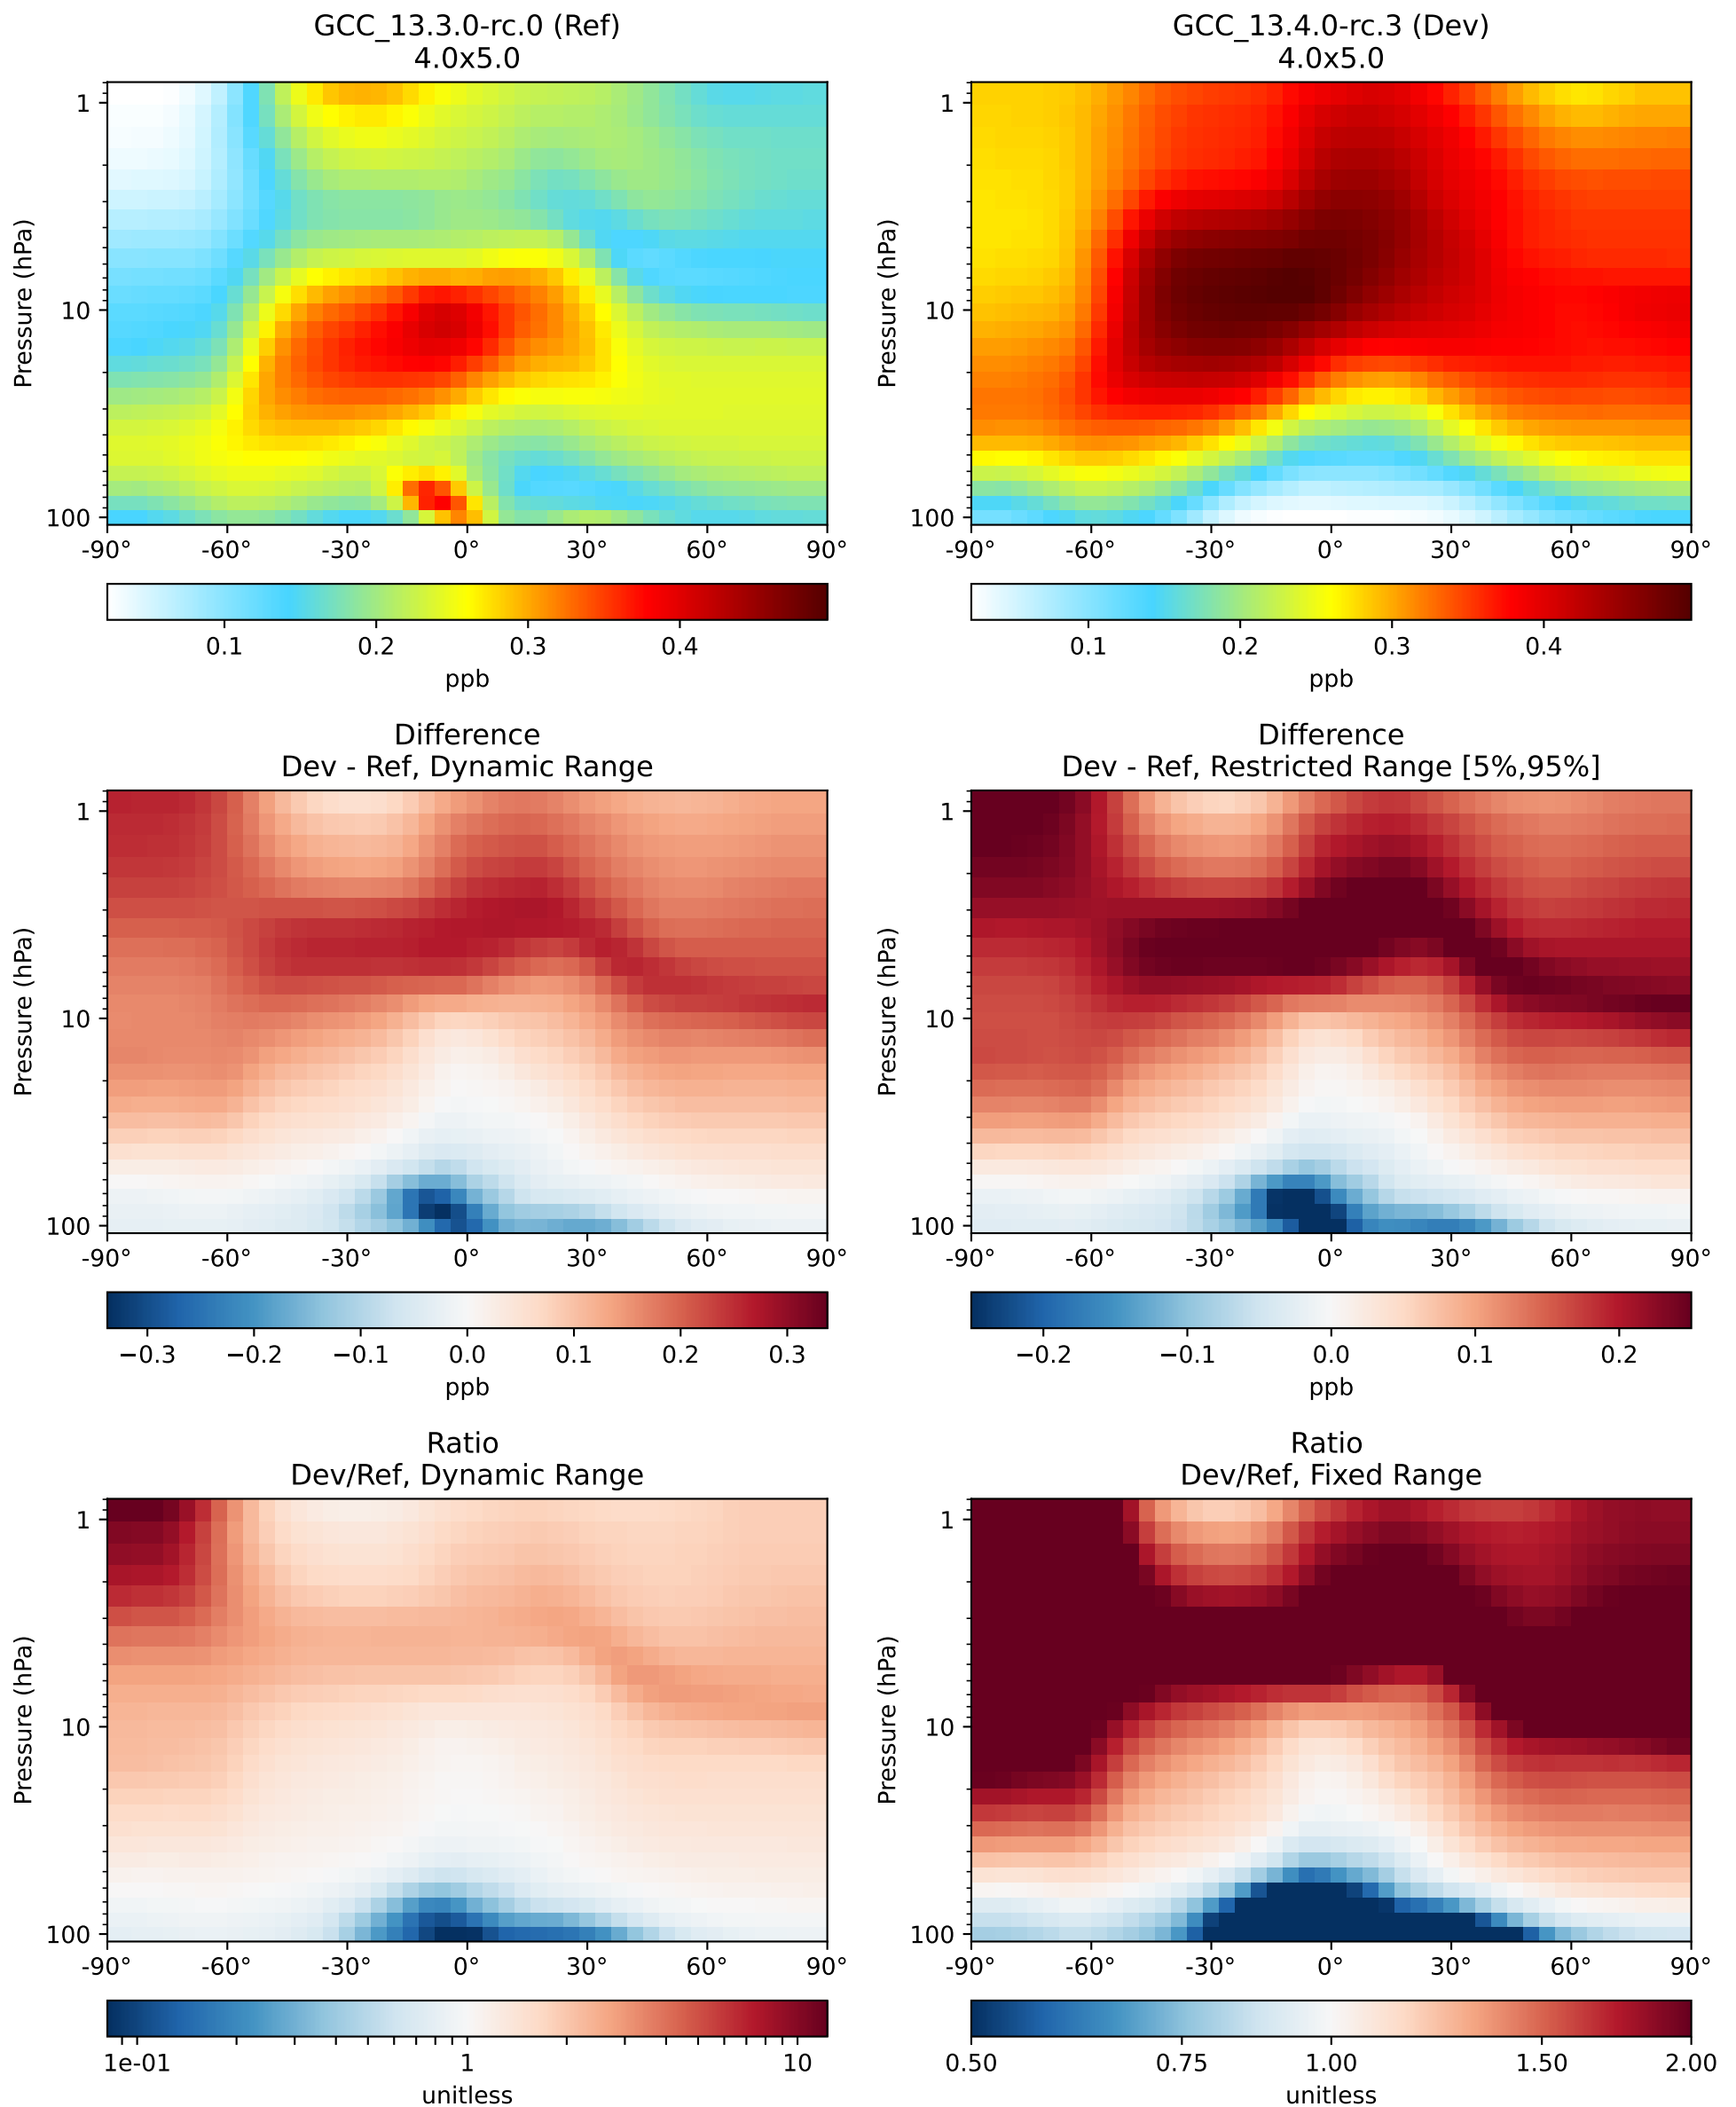 GCC_13.3.0-rc.0 (Ref)
4.0x5.0
Pressure (hPa)
1
10
100
-90° -60° -30° 0° 30° 60° 90°
0.1 0.2 0.3 0.4
ppb
GCC_13.4.0-rc.3 (Dev)
4.0x5.0
Pressure (hPa)
1
10
100
-90° -60° -30° 0° 30° 60° 90°
0.1 0.2 0.3 0.4
ppb
Difference
Dev - Ref, Dynamic Range
Pressure (hPa)
1
10
100
-90° -60° -30° 0° 30° 60° 90°
−0.3 −0.2 −0.1 0.0 0.1 0.2 0.3
ppb
Difference
Dev - Ref, Restricted Range [5%,95%]
Pressure (hPa)
1
10
100
-90° -60° -30° 0° 30° 60° 90°
−0.2 −0.1 0.0 0.1 0.2
ppb
Ratio
Dev/Ref, Dynamic Range
Pressure (hPa)
1
10
100
-90° -60° -30° 0° 30° 60° 90°
1e-01 1 10
unitless
Ratio
Dev/Ref, Fixed Range
Pressure (hPa)
1
10
100
-90° -60° -30° 0° 30° 60° 90°
0.50 0.75 1.00 1.50 2.00
unitless